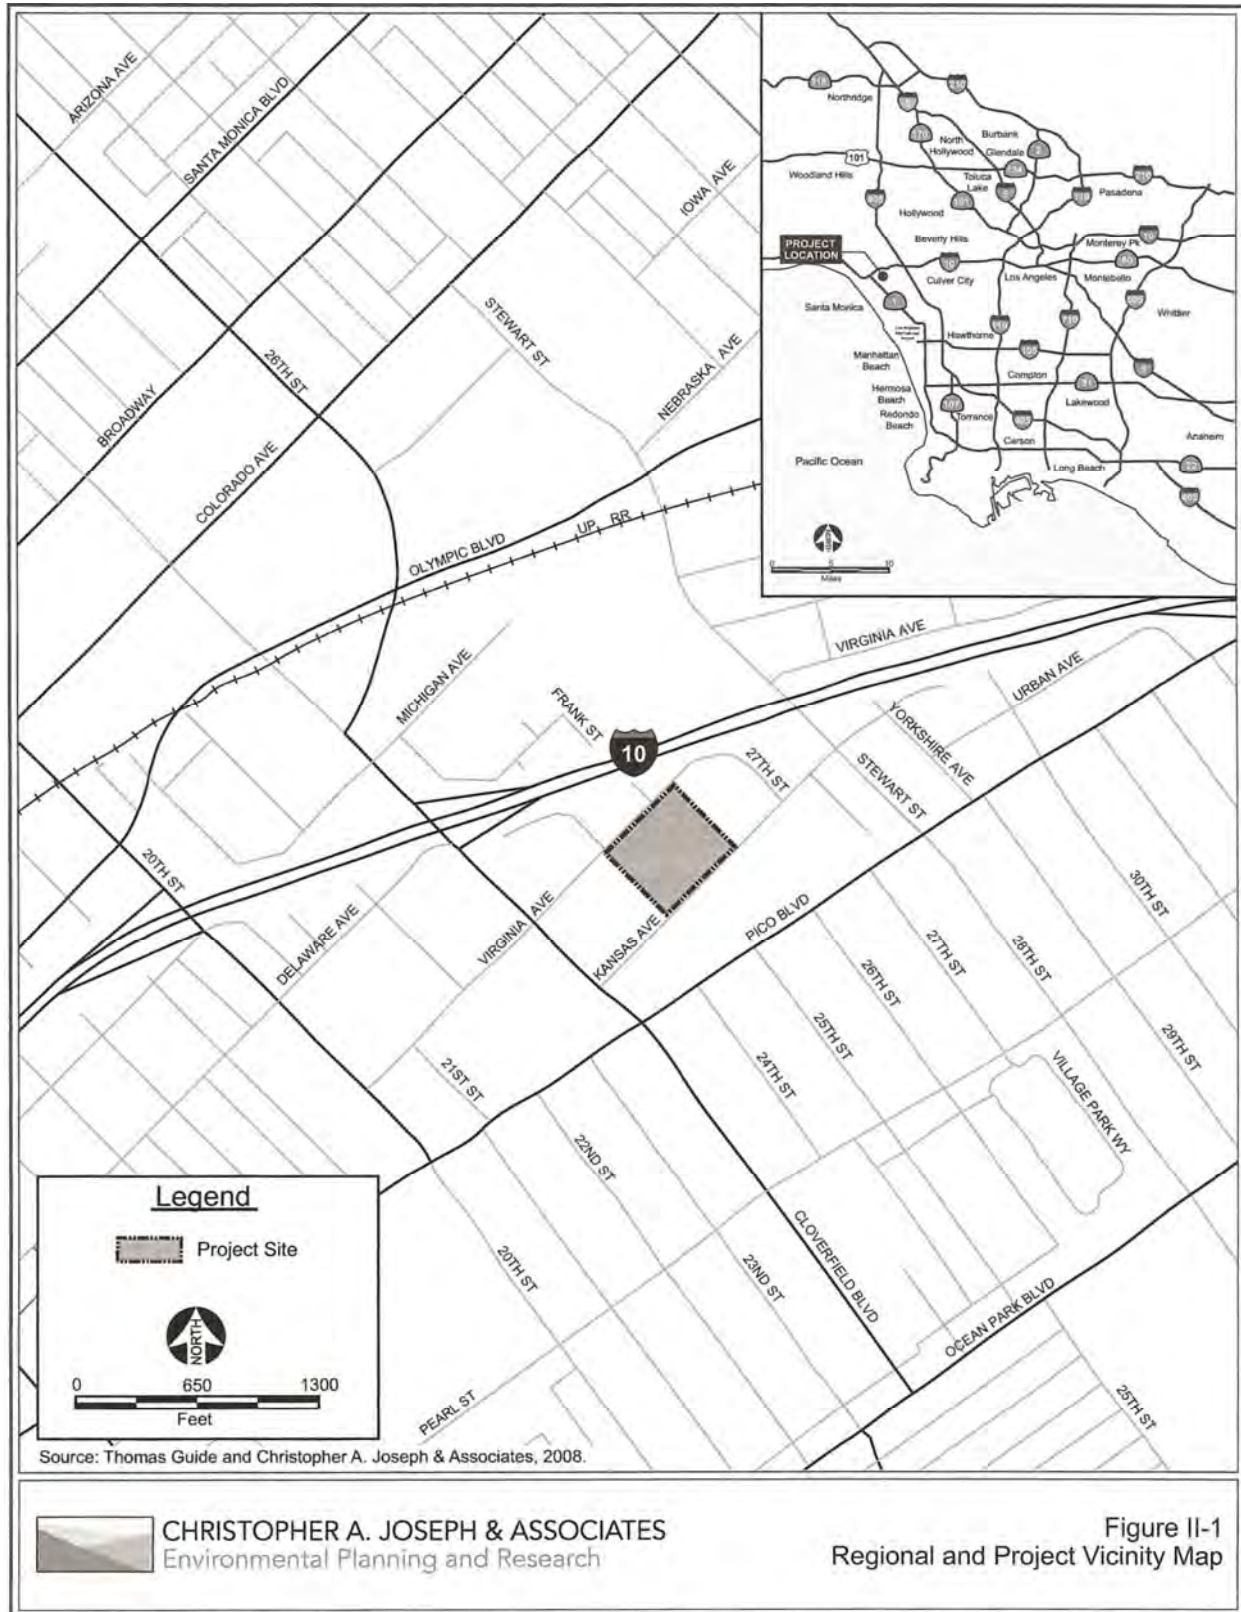 ARIZONA AVE
SANTA MONICA BLVD
IOWA AVE
STEWART ST
NEBRASKA AVE
26TH ST
BROADWAY
COLORADO AVE
OLYMPIC BLVD
UP RR
VIRGINIA AVE
URBAN AVE
MICHIGAN AVE
FRANK ST
10
27TH ST
YORKSHIRE AVE
STEWART ST
20TH ST
DELAWARE AVE
VIRGINIA AVE
KANSAS AVE
PICO BLVD
30TH ST
29TH ST
28TH ST
27TH ST
26TH ST
25TH ST
24TH ST
21ST ST
22ND ST
VILLAGE PARK WY
20TH ST
23ND ST
CLOVERFIELD BLVD
OCEAN PARK BLVD
25TH ST
PEARL ST
Northridge
Burbank
North
Hollywood
Glendale
101
Woodland Hills
Toluca
Lake
Pasadena
Hollywood
Beverly Hills
Monterey Pk
PROJECT
LOCATION
Culver City
Los Angeles
Montebello
Santa Monica
Whittier
Hawthorne
Manhattan
Beach
Compton
Hermosa
Beach
Lakewood
Redondo
Beach
Torrance
Carson
Anaheim
Pacific Ocean
Long Beach
NORTH
0 5 10
Miles
Legend
Project Site
NORTH
0 650 1300
Feet
Source: Thomas Guide and Christopher A. Joseph & Associates, 2008.
CHRISTOPHER A. JOSEPH & ASSOCIATES
Environmental Planning and Research
Figure II-1
Regional and Project Vicinity Map